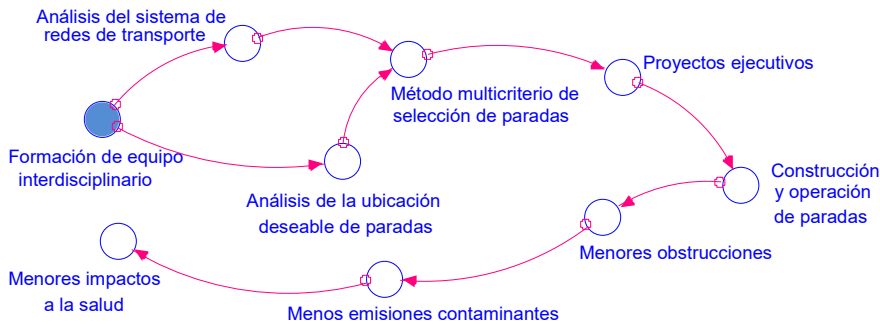 Análisis del sistema de
redes de transporte
Método multicriterio de
selección de paradas
Proyectos ejecutivos
Formación de equipo
interdisciplinario
Análisis de la ubicación
deseable de paradas
Construcción
y operación
de paradas
Menores obstrucciones
Menos emisiones contaminantes
Menores impactos
a la salud